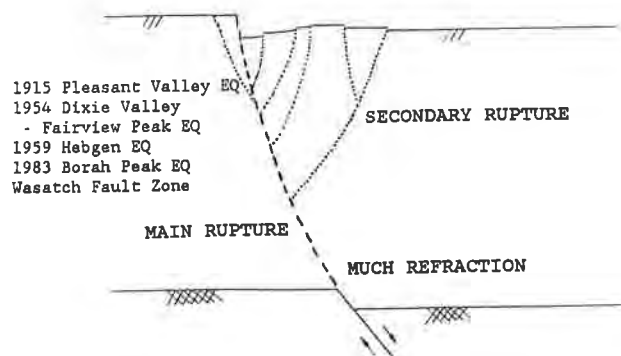 1915 Pleasant Valley EQ
1954 Dixie Valley
- Fairview Peak EQ
1959 Hebgen EQ
1983 Borah Peak EQ
Wasatch Fault Zone
SECONDARY RUPTURE
MAIN RUPTURE
MUCH REFRACTION